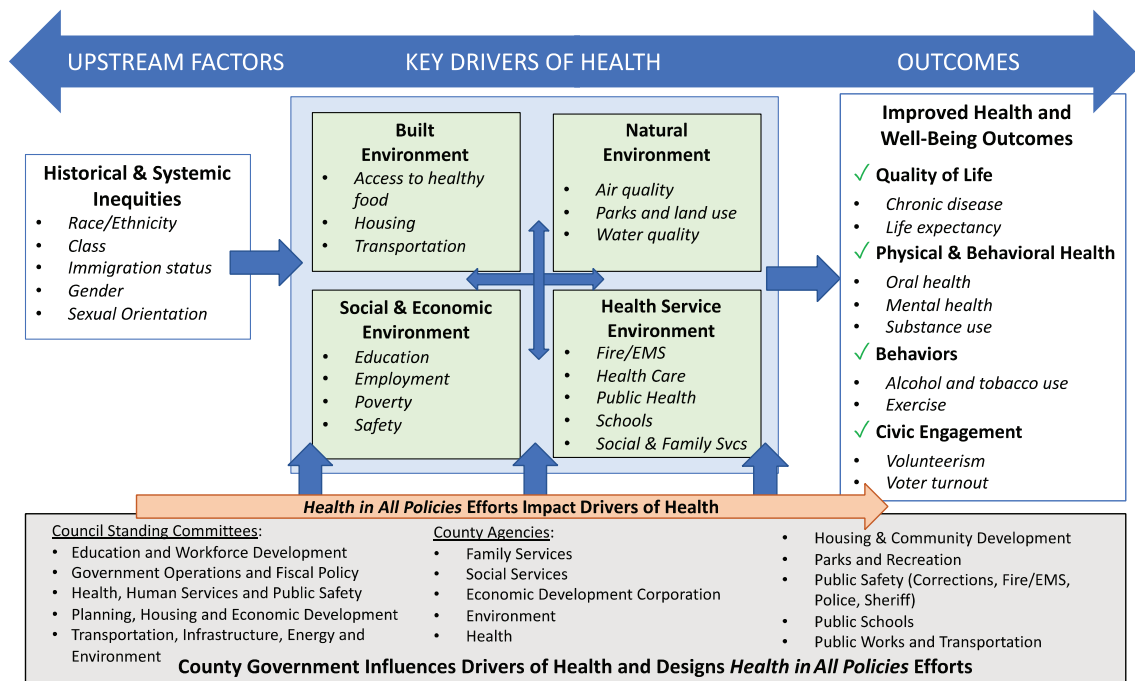 UPSTREAM FACTORS
KEY DRIVERS OF HEALTH
OUTCOMES
Historical & Systemic
Inequities
• Race/Ethnicity
• Class
• Immigration status
• Gender
• Sexual Orientation
Built
Environment
• Access to healthy
food
• Housing
• Transportation
Natural
Environment
• Air quality
• Parks and land use
• Water quality
Social & Economic
Environment
• Education
• Employment
• Poverty
• Safety
Health Service
Environment
• Fire/EMS
• Health Care
• Public Health
• Schools
• Social & Family Svcs
Improved Health and
Well-Being Outcomes
✓ Quality of Life
• Chronic disease
• Life expectancy
✓ Physical & Behavioral Health
• Oral health
• Mental health
• Substance use
✓ Behaviors
• Alcohol and tobacco use
• Exercise
✓ Civic Engagement
• Volunteerism
• Voter turnout
Health in All Policies Efforts Impact Drivers of Health
Council Standing Committees:
• Education and Workforce Development
• Government Operations and Fiscal Policy
• Health, Human Services and Public Safety
• Planning, Housing and Economic Development
• Transportation, Infrastructure, Energy and
Environment
County Agencies:
• Family Services
• Social Services
• Economic Development Corporation
• Environment
• Health
• Housing & Community Development
• Parks and Recreation
• Public Safety (Corrections, Fire/EMS,
Police, Sheriff)
• Public Schools
• Public Works and Transportation
County Government Influences Drivers of Health and Designs Health in All Policies Efforts